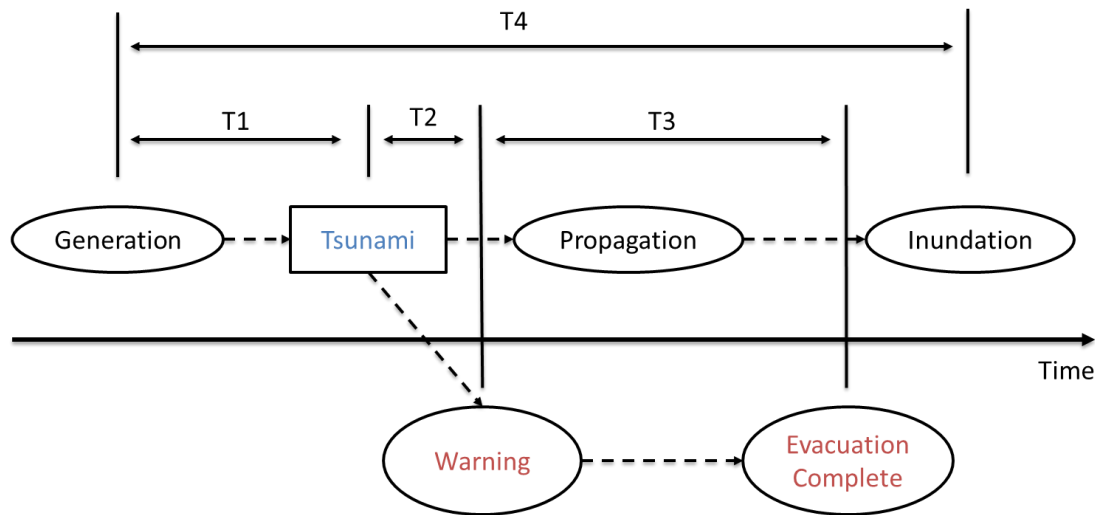 T4
T1
T2
T3
Generation
Tsunami
Propagation
Inundation
Time
Warning
Evacuation
Complete